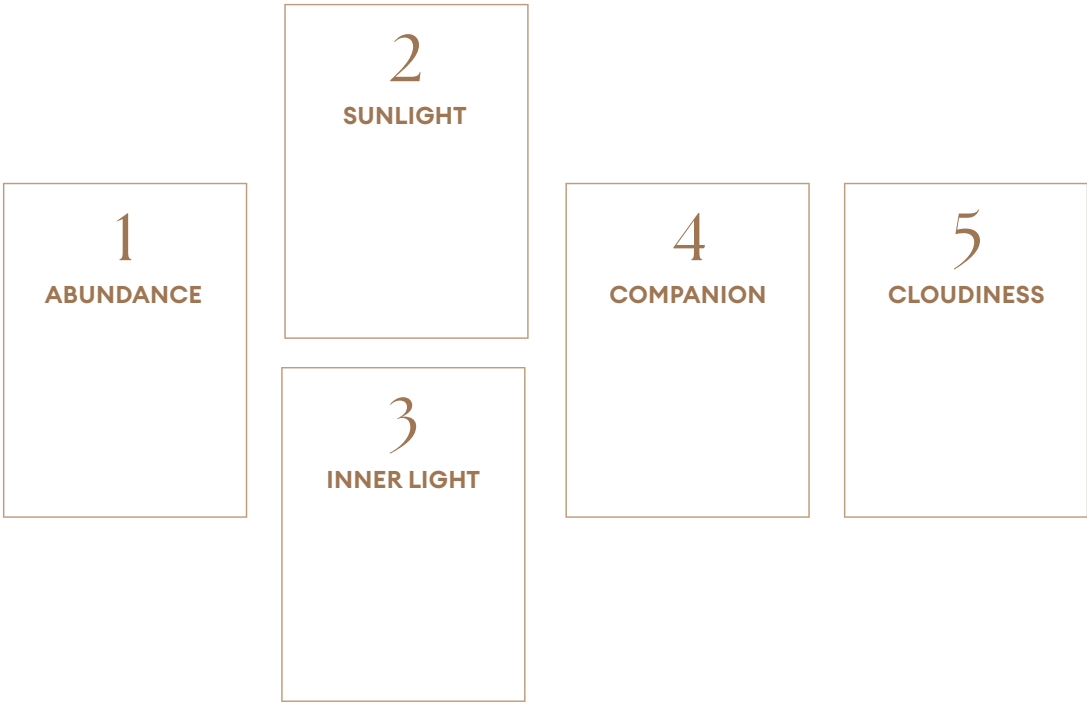 1
ABUNDANCE
2
SUNLIGHT
3
INNER LIGHT
4
COMPANION
5
CLOUDINESS